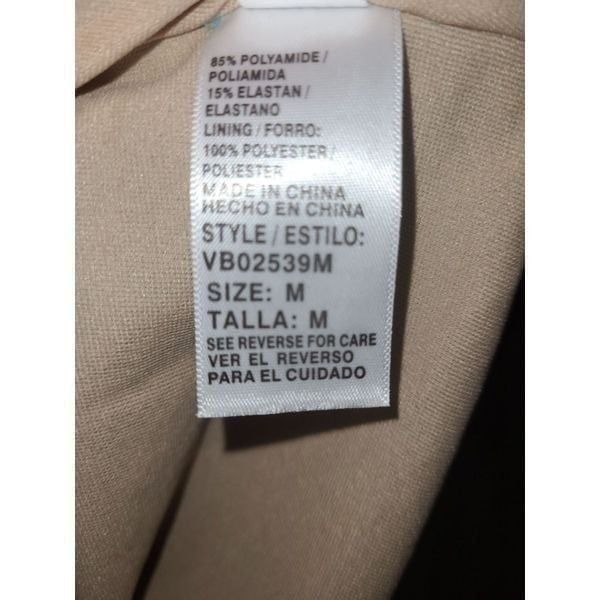 85% POLYAMIDE /
POLIAMIDA
15% ELASTAN /
ELASTANO
LINING / FORRO:
100% POLYESTER /
POLIESTER
MADE IN CHINA
HECHO EN CHINA
STYLE / ESTILO:
VB02539M
SIZE: M
TALLA: M
SEE REVERSE FOR CARE
VER EL REVERSO
PARA EL CUIDADO